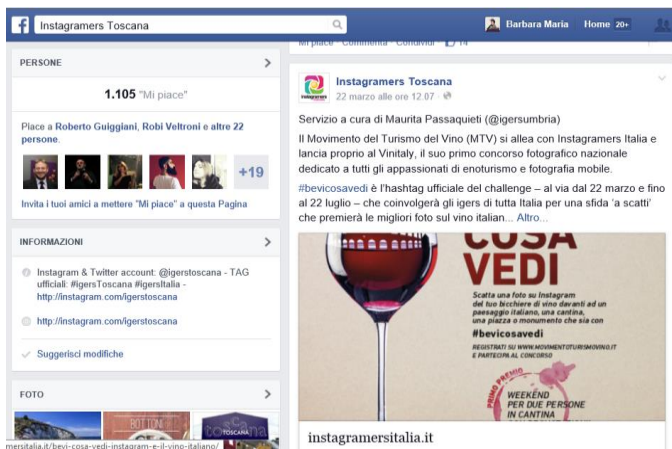 Instagramers Toscana
Barbara Maria Home 20+
Mi piace · Commenta · Condividi · 14
PERSONE
1.105 "Mi piace"
Place a Roberto Guiggiani, Robi Veltroni e altre 22
persone.
+19
Invita i tuoi amici a mettere "Mi piace" a questa Pagina
INFORMAZIONI
Instagram & Twitter account: @igerstoscana - TAG
ufficiali: #igersToscana #igersItalia -
http://instagram.com/igerstoscana
http://instagram.com/igerstoscana
Suggerisci modifiche
FOTO
BOTTONI
TOSCANA
mersitalia.it/bevi-cosa-vedi-instagram-e-il-vino-italiano/
Instagramers Toscana
22 marzo alle ore 12.07 ·
Servizio a cura di Maurita Passaquieti (@igersumbria)
Il Movimento del Turismo del Vino (MTV) si allea con Instagramers Italia e
lancia proprio al Vinitaly, il suo primo concorso fotografico nazionale
dedicato a tutti gli appassionati di enoturismo e fotografia mobile.
#bevicosavedi è l'hashtag ufficiale del challenge – al via dal 22 marzo e fino
al 22 luglio – che coinvolgerà gli igers di tutta Italia per una sfida 'a scatti'
che premierà le migliori foto sul vino italian... Altro...
COSA
VEDI
Scatta una foto su Instagram
del tuo bicchiere di vino davanti ad un
paesaggio italiano, una cantina,
una piazza o monumento che sia con
#bevicosavedi
REGISTRATI SU WWW.MOVIMENTOTURISMOVINO.IT
E PARTECIPA AL CONCORSO
PRIMO PREMIO
WEEKEND
PER DUE PERSONE
IN CANTINA
instagramersitalia.it